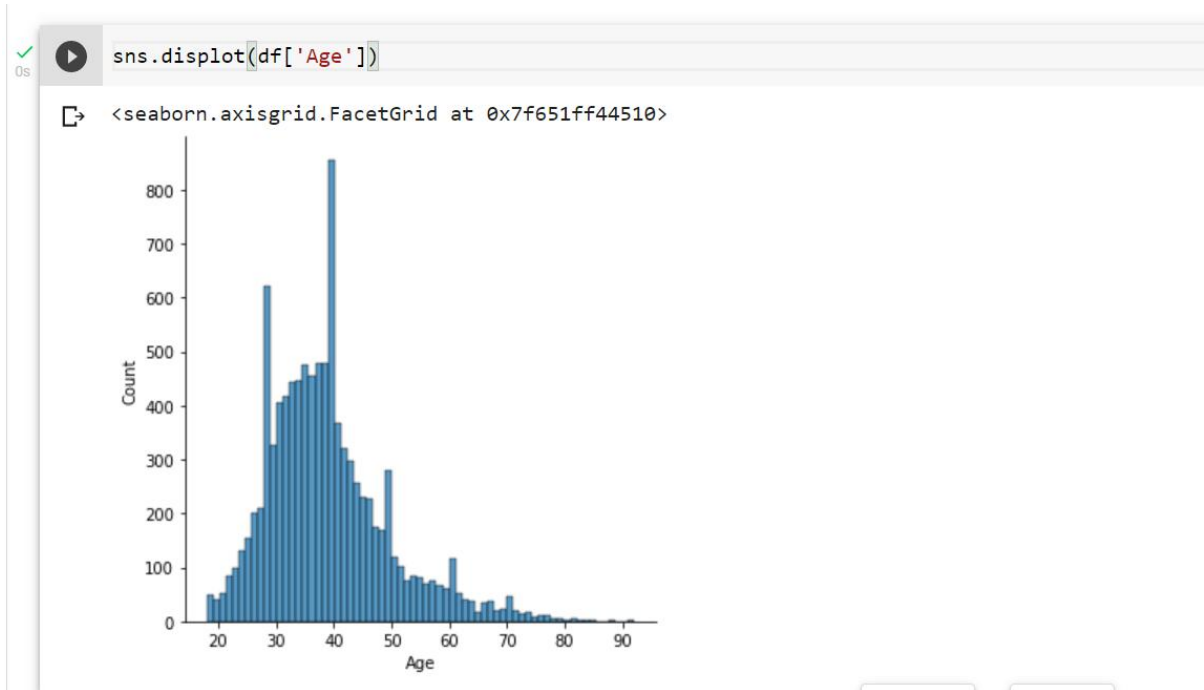 0s
sns.displot(df['Age'])
<seaborn.axisgrid.FacetGrid at 0x7f651ff44510>
800
700
600
500
400
300
200
100
0
Count
20 30 40 50 60 70 80 90
Age